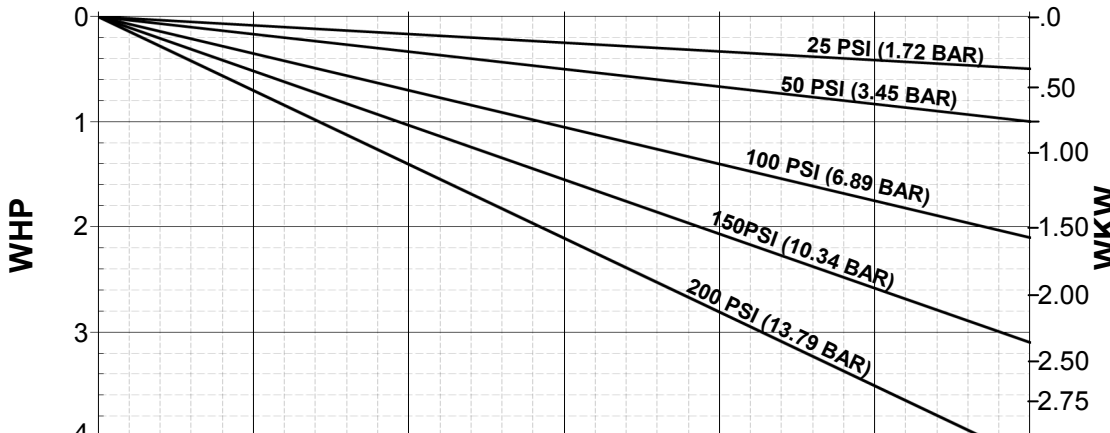 0
1
2
3
4
WHP
25 PSI (1.72 BAR)
50 PSI (3.45 BAR)
100 PSI (6.89 BAR)
150PSI (10.34 BAR)
200 PSI (13.79 BAR)
.0
.50
1.00
1.50
2.00
2.50
2.75
WKW